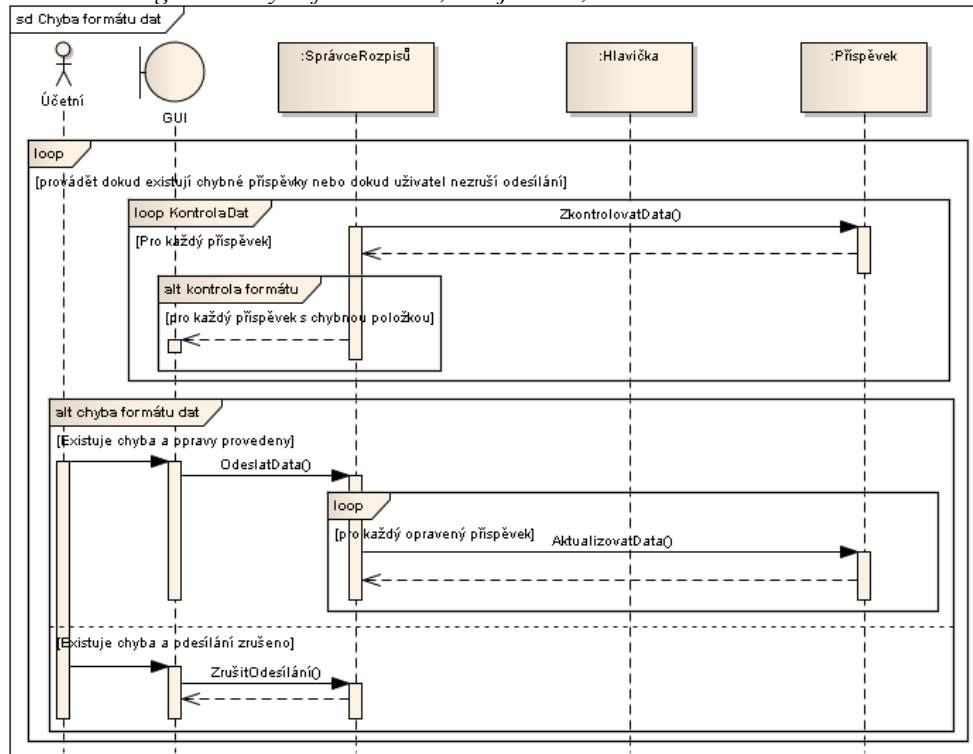 sd Chyba formátu dat
:SprávceRozpisů
:Hlavička
:Příspěvek
Účetní
GUI
loop
[provádět dokud existují chybné příspěvky nebo dokud uživatel nezruší odesílání]
loop KontrolaDat
ZkontrolovatData()
[Pro každý příspěvek]
alt kontrola formátu
[pro každý příspěvek s chybnou položkou]
alt chyba formátu dat
[Existuje chyba a opravy provedeny]
OdeslatData()
loop
[pro každý opravený příspěvek]
AktualizovatData()
[Existuje chyba a odesílání zrušeno]
ZrušitOdesílání()